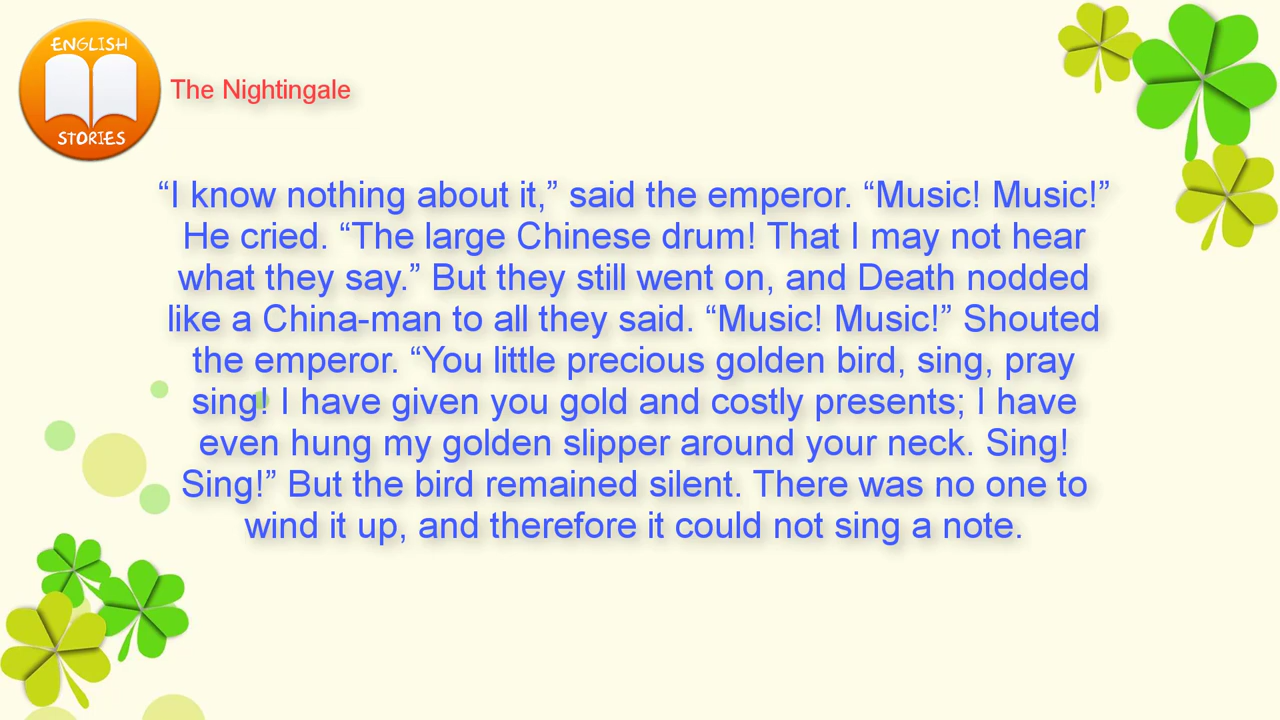 ENGLISH
STORIES
The Nightingale
“I know nothing about it,” said the emperor. “Music! Music!”
He cried. “The large Chinese drum! That I may not hear
what they say.” But they still went on, and Death nodded
like a China-man to all they said. “Music! Music!” Shouted
the emperor. “You little precious golden bird, sing, pray
sing! I have given you gold and costly presents; I have
even hung my golden slipper around your neck. Sing!
Sing!” But the bird remained silent. There was no one to
wind it up, and therefore it could not sing a note.